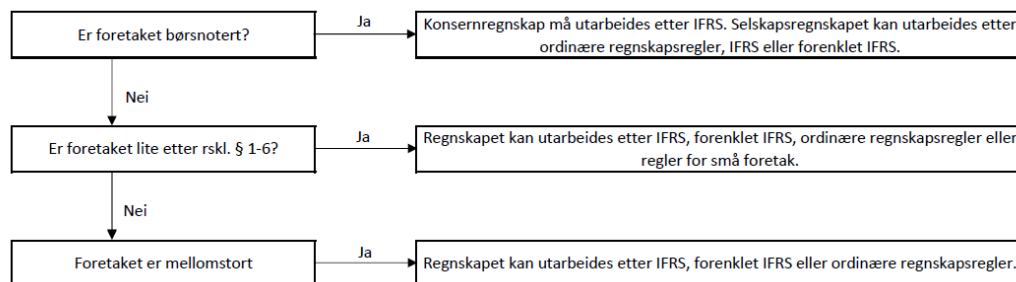 Er foretaket børsnotert?
Ja
Konsernregnskap må utarbeides etter IFRS. Selskapsregnskapet kan utarbeides etter
ordinære regnskapsregler, IFRS eller forenklet IFRS.
Nei
Er foretaket lite etter rskl. § 1-6?
Ja
Regnskapet kan utarbeides etter IFRS, forenklet IFRS, ordinære regnskapsregler eller
regler for små foretak.
Nei
Foretaket er mellomstort
Ja
Regnskapet kan utarbeides etter IFRS, forenklet IFRS eller ordinære regnskapsregler.